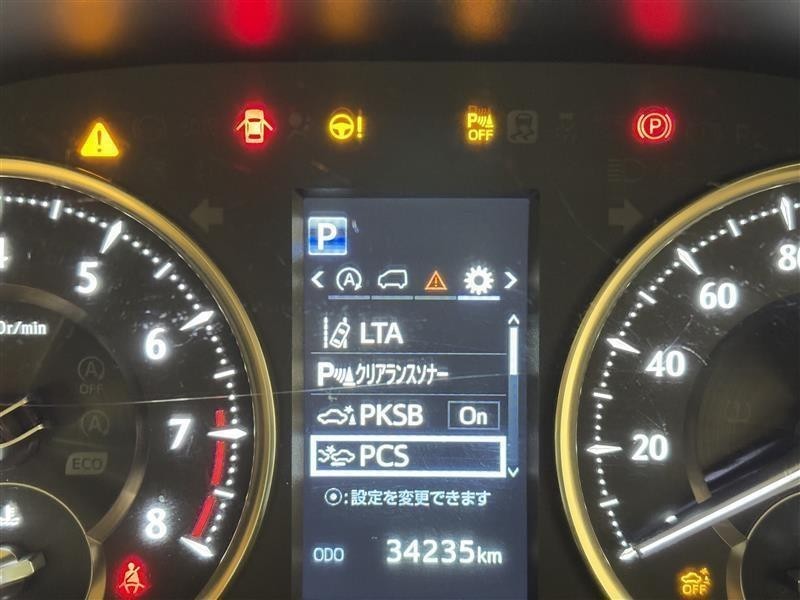 P
OFF
P
P
LTA
クリアランスソナー
PKSB On
PCS
:設定を変更できます
ODO 34235km
5
6
7
8
r/min
A
OFF
A
ECO
80
60
40
20
OFF